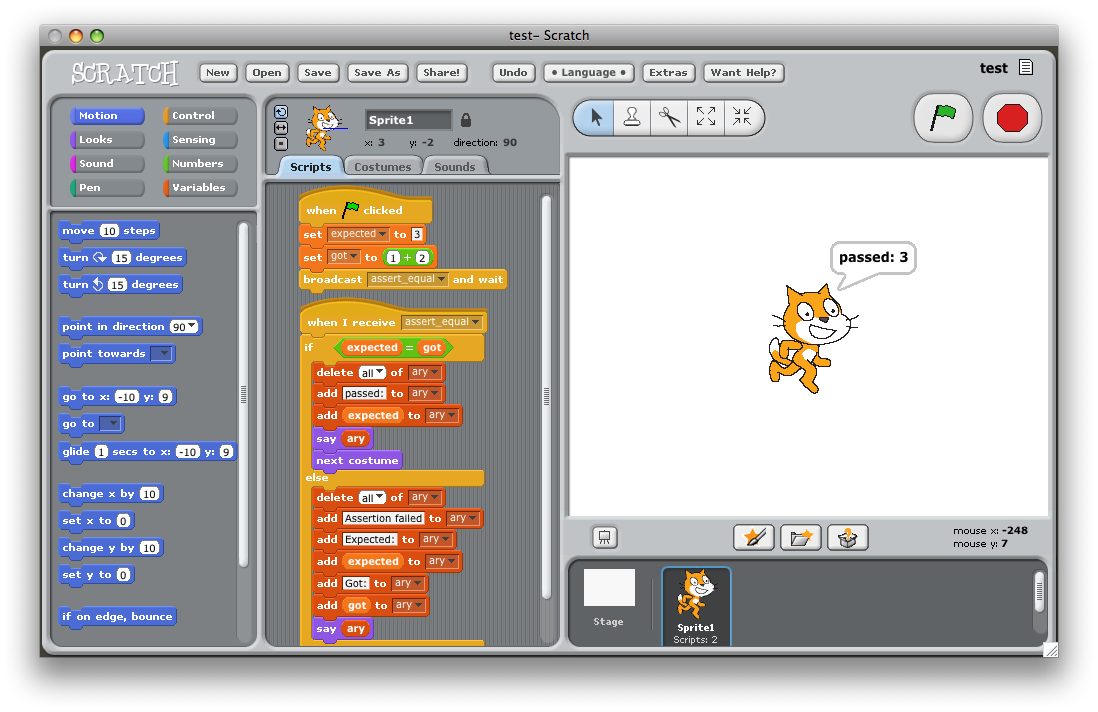 test– Scratch
SCRATCH
New Open Save Save As Share! Undo • Language • Extras Want Help?
test
Motion Control
Looks Sensing
Sound Numbers
Pen Variables
move 10 steps
turn 15 degrees
turn 15 degrees
point in direction 90
point towards
go to x: -10 y: 9
go to
glide 1 secs to x: -10 y: 9
change x by 10
set x to 0
change y by 10
set y to 0
if on edge, bounce
Sprite1
x: 3 y: -2 direction: 90
Scripts Costumes Sounds
when clicked
set expected to 3
set got to 1 + 2
broadcast assert_equal and wait
when I receive assert_equal
if expected = got
delete all of ary
add passed: to ary
add expected to ary
say ary
next costume
else
delete all of ary
add Assertion failed to ary
add Expected: to ary
add expected to ary
add Got: to ary
add got to ary
say ary
passed: 3
mouse x: -248
mouse y: 7
Stage
Sprite1
Scripts: 2